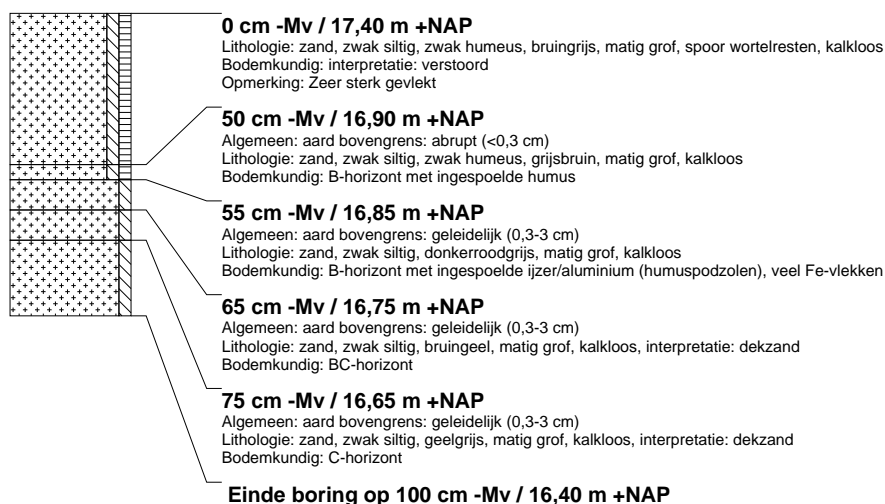 0 cm -Mv / 17,40 m +NAP
Lithologie: zand, zwak siltig, zwak humeus, bruingrijs, matig grof, spoor wortelresten, kalkloos
Bodemkundig: interpretatie: verstoord
Opmerking: Zeer sterk gevlekt
50 cm -Mv / 16,90 m +NAP
Algemeen: aard bovengrens: abrupt (<0,3 cm)
Lithologie: zand, zwak siltig, zwak humeus, grijsbruin, matig grof, kalkloos
Bodemkundig: B-horizont met ingespoelde humus
55 cm -Mv / 16,85 m +NAP
Algemeen: aard bovengrens: geleidelijk (0,3-3 cm)
Lithologie: zand, zwak siltig, donkerroodgrijs, matig grof, kalkloos
Bodemkundig: B-horizont met ingespoelde ijzer/aluminium (humuspodzolen), veel Fe-vlekken
65 cm -Mv / 16,75 m +NAP
Algemeen: aard bovengrens: geleidelijk (0,3-3 cm)
Lithologie: zand, zwak siltig, bruingeel, matig grof, kalkloos, interpretatie: dekzand
Bodemkundig: BC-horizont
75 cm -Mv / 16,65 m +NAP
Algemeen: aard bovengrens: geleidelijk (0,3-3 cm)
Lithologie: zand, zwak siltig, geelgrijs, matig grof, kalkloos, interpretatie: dekzand
Bodemkundig: C-horizont
Einde boring op 100 cm -Mv / 16,40 m +NAP